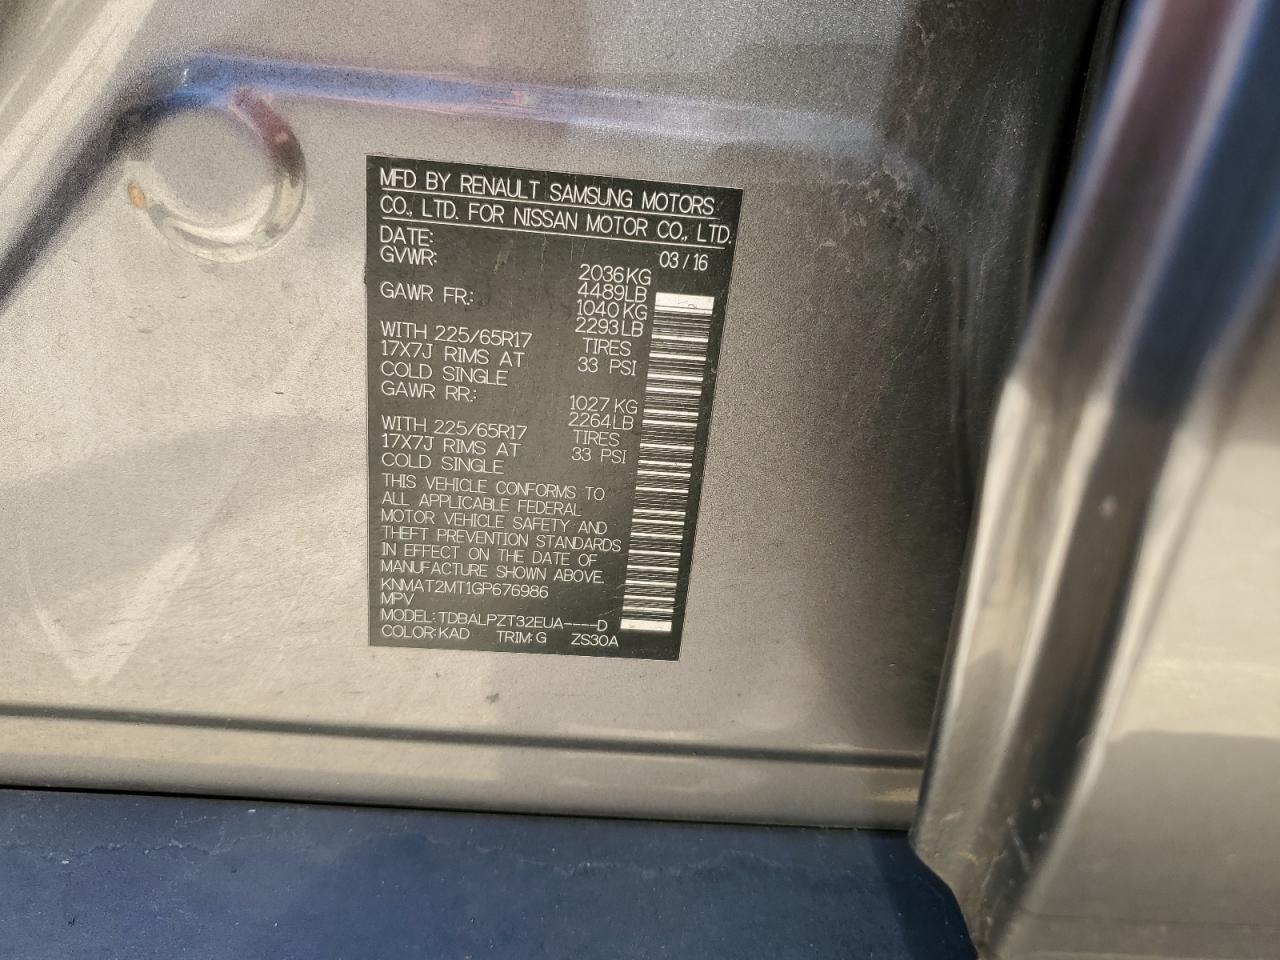 MFD BY RENAULT SAMSUNG MOTORS
CO., LTD. FOR NISSAN MOTOR CO., LTD.
DATE: 03/16
GVWR: 2036KG
4489LB
GAWR FR.: 1040KG
2293LB
WITH 225/65R17 TIRES
17X7J RIMS AT 33 PSI
COLD SINGLE
GAWR RR.: 1027KG
2264LB
WITH 225/65R17 TIRES
17X7J RIMS AT 33 PSI
COLD SINGLE
THIS VEHICLE CONFORMS TO
ALL APPLICABLE FEDERAL
MOTOR VEHICLE SAFETY AND
THEFT PREVENTION STANDARDS
IN EFFECT ON THE DATE OF
MANUFACTURE SHOWN ABOVE.
KNMAT2MT1GP676986
MPV
MODEL:TDBALPZT32EUA----D
COLOR:KAD TRIM:G ZS30A